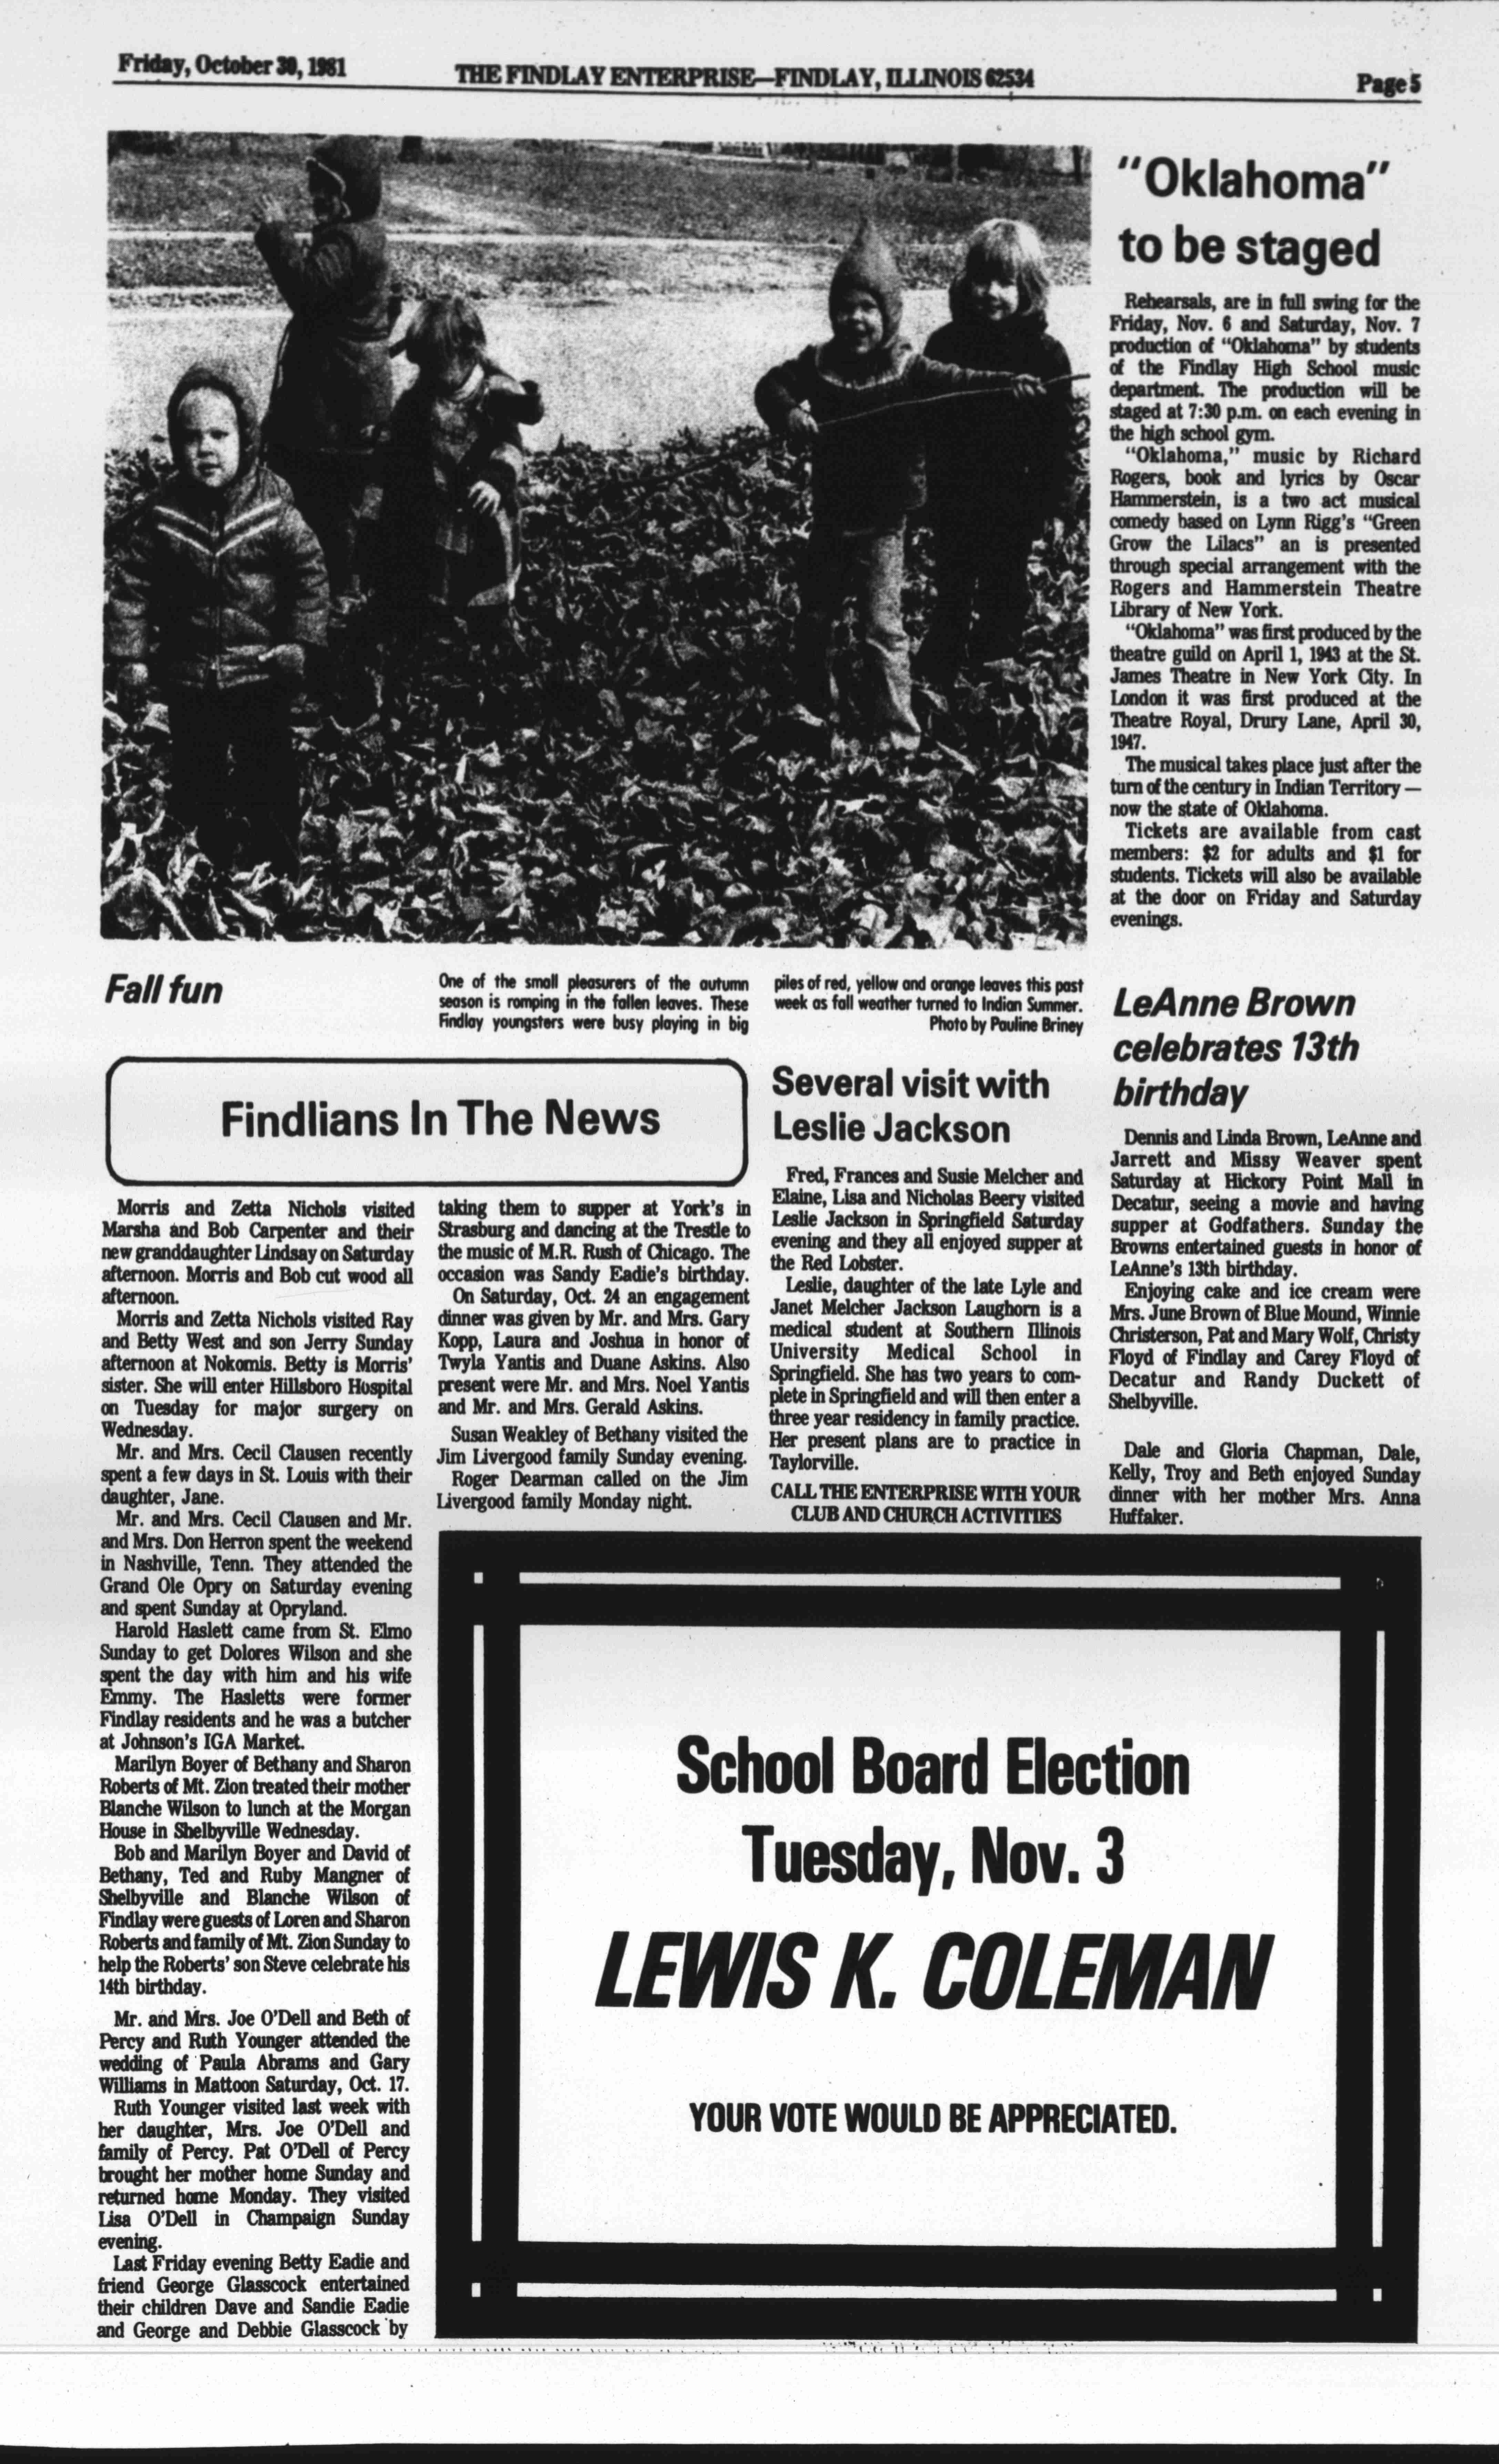 Friday, October 30, 1981
THE FINDLAY ENTERPRISE—FINDLAY, ILLINOIS 62534
Page 5
"Oklahoma"
to be staged
Rehearsals, are in full swing for the
Friday, Nov. 6 and Saturday, Nov. 7
production of "Oklahoma" by students
of the Findlay High School music
department. The production will be
staged at 7:30 p.m. on each evening in
the high school gym.
"Oklahoma," music by Richard
Rogers, book and lyrics by Oscar
Hammerstein, is a two act musical
comedy based on Lynn Rigg's "Green
Grow the Lilacs" an is presented
through special arrangement with the
Rogers and Hammerstein Theatre
Library of New York.
"Oklahoma" was first produced by the
theatre guild on April 1, 1943 at the St.
James Theatre in New York City. In
London it was first produced at the
Theatre Royal, Drury Lane, April 30,
1947.
The musical takes place just after the
turn of the century in Indian Territory —
now the state of Oklahoma.
Tickets are available from cast
members: $2 for adults and $1 for
students. Tickets will also be available
at the door on Friday and Saturday
evenings.
Fall fun
One of the small pleasurers of the autumn
season is romping in the fallen leaves. These
Findlay youngsters were busy playing in big
piles of red, yellow and orange leaves this past
week as fall weather turned to Indian Summer.
Photo by Pauline Briney
Findlians In The News
Morris and Zetta Nichols visited
Marsha and Bob Carpenter and their
new granddaughter Lindsay on Saturday
afternoon. Morris and Bob cut wood all
afternoon.
Morris and Zetta Nichols visited Ray
and Betty West and son Jerry Sunday
afternoon at Nokomis. Betty is Morris'
sister. She will enter Hillsboro Hospital
on Tuesday for major surgery on
Wednesday.
Mr. and Mrs. Cecil Clausen recently
spent a few days in St. Louis with their
daughter, Jane.
Mr. and Mrs. Cecil Clausen and Mr.
and Mrs. Don Herron spent the weekend
in Nashville, Tenn. They attended the
Grand Ole Opry on Saturday evening
and spent Sunday at Opryland.
Harold Haslett came from St. Elmo
Sunday to get Dolores Wilson and she
spent the day with him and his wife
Emmy. The Hasletts were former
Findlay residents and he was a butcher
at Johnson's IGA Market.
Marilyn Boyer of Bethany and Sharon
Roberts of Mt. Zion treated their mother
Blanche Wilson to lunch at the Morgan
House in Shelbyville Wednesday.
Bob and Marilyn Boyer and David of
Bethany, Ted and Ruby Mangner of
Shelbyville and Blanche Wilson of
Findlay were guests of Loren and Sharon
Roberts and family of Mt. Zion Sunday to
help the Roberts' son Steve celebrate his
14th birthday.
Mr. and Mrs. Joe O'Dell and Beth of
Percy and Ruth Younger attended the
wedding of Paula Abrams and Gary
Williams in Mattoon Saturday, Oct. 17.
Ruth Younger visited last week with
her daughter, Mrs. Joe O'Dell and
family of Percy. Pat O'Dell of Percy
brought her mother home Sunday and
returned home Monday. They visited
Lisa O'Dell in Champaign Sunday
evening.
Last Friday evening Betty Eadie and
friend George Glasscock entertained
their children Dave and Sandie Eadie
and George and Debbie Glasscock by
taking them to supper at York's in
Strasburg and dancing at the Trestle to
the music of M.R. Rush of Chicago. The
occasion was Sandy Eadie's birthday.
On Saturday, Oct. 24 an engagement
dinner was given by Mr. and Mrs. Gary
Kopp, Laura and Joshua in honor of
Twyla Yantis and Duane Askins. Also
present were Mr. and Mrs. Noel Yantis
and Mr. and Mrs. Gerald Askins.
Susan Weakley of Bethany visited the
Jim Livergood family Sunday evening.
Roger Dearman called on the Jim
Livergood family Monday night.
Several visit with
Leslie Jackson
Fred, Frances and Susie Melcher and
Elaine, Lisa and Nicholas Beery visited
Leslie Jackson in Springfield Saturday
evening and they all enjoyed supper at
the Red Lobster.
Leslie, daughter of the late Lyle and
Janet Melcher Jackson Laughorn is a
medical student at Southern Illinois
University Medical School in
Springfield. She has two years to com-
plete in Springfield and will then enter a
three year residency in family practice.
Her present plans are to practice in
Taylorville.
CALL THE ENTERPRISE WITH YOUR
CLUB AND CHURCH ACTIVITIES
LeAnne Brown
celebrates 13th
birthday
Dennis and Linda Brown, LeAnne and
Jarrett and Missy Weaver spent
Saturday at Hickory Point Mall in
Decatur, seeing a movie and having
supper at Godfathers. Sunday the
Browns entertained guests in honor of
LeAnne's 13th birthday.
Enjoying cake and ice cream were
Mrs. June Brown of Blue Mound, Winnie
Christerson, Pat and Mary Wolf, Christy
Floyd of Findlay and Carey Floyd of
Decatur and Randy Duckett of
Shelbyville.
Dale and Gloria Chapman, Dale,
Kelly, Troy and Beth enjoyed Sunday
dinner with her mother Mrs. Anna
Huffaker.
School Board Election
Tuesday, Nov. 3
LEWIS K. COLEMAN
YOUR VOTE WOULD BE APPRECIATED.